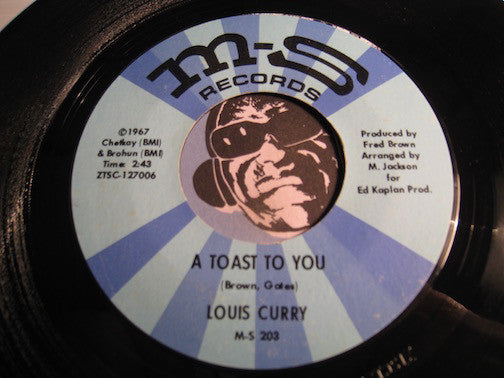 M-S
RECORDS
©1967
Chetkay (BMI)
& Brohun (BMI)
Time: 2:43
ZTSC-127006
Produced by
Fred Brown
Arranged by
M. Jackson
for
Ed Kaplan Prod.
A TOAST TO YOU
(Brown, Gates)
LOUIS CURRY
M-S 203